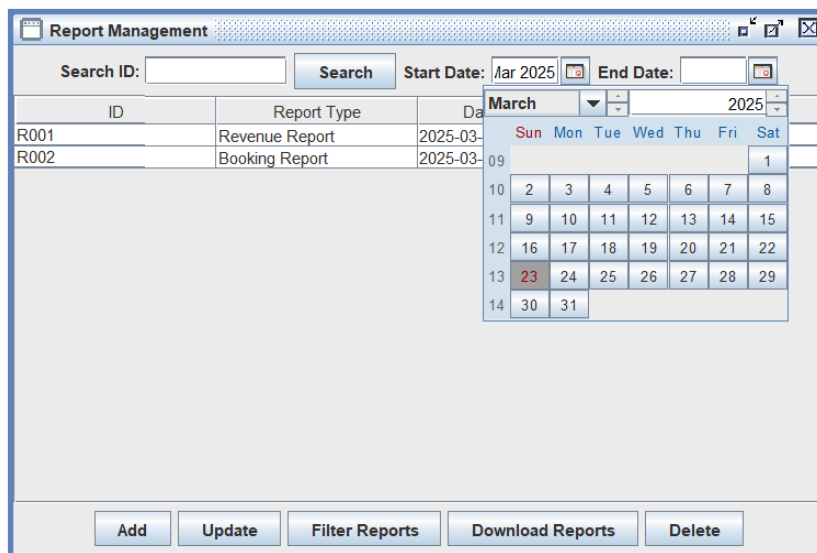 Report Management
Search ID: Search Start Date: Mar 2025 End Date:
ID Report Type Da
March 2025
R001 Revenue Report 2025-03-
R002 Booking Report 2025-03-
Sun Mon Tue Wed Thu Fri Sat
09 1
10 2 3 4 5 6 7 8
11 9 10 11 12 13 14 15
12 16 17 18 19 20 21 22
13 23 24 25 26 27 28 29
14 30 31
Add Update Filter Reports Download Reports Delete